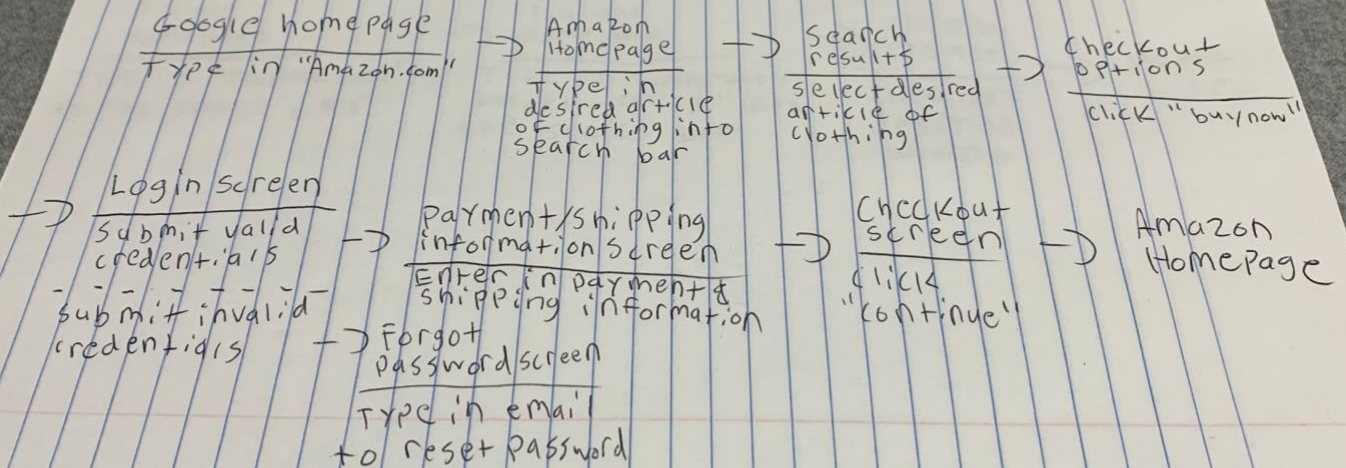 Google homepage
Type in "Amazon.com"
→ Amazon
Homepage
Type in
desired article
of clothing into
search bar
→ Search
results
select desired
article of
clothing
→ Checkout
options
click "buy now"
→ Login screen
submit valid
credentials
submit invalid
credentials
→ Payment/shipping
information screen
Enter in payment &
shipping information
→ Forgot
password screen
Type in email
to reset password
→ Checkout
screen
click
"continue"
→ Amazon
Homepage